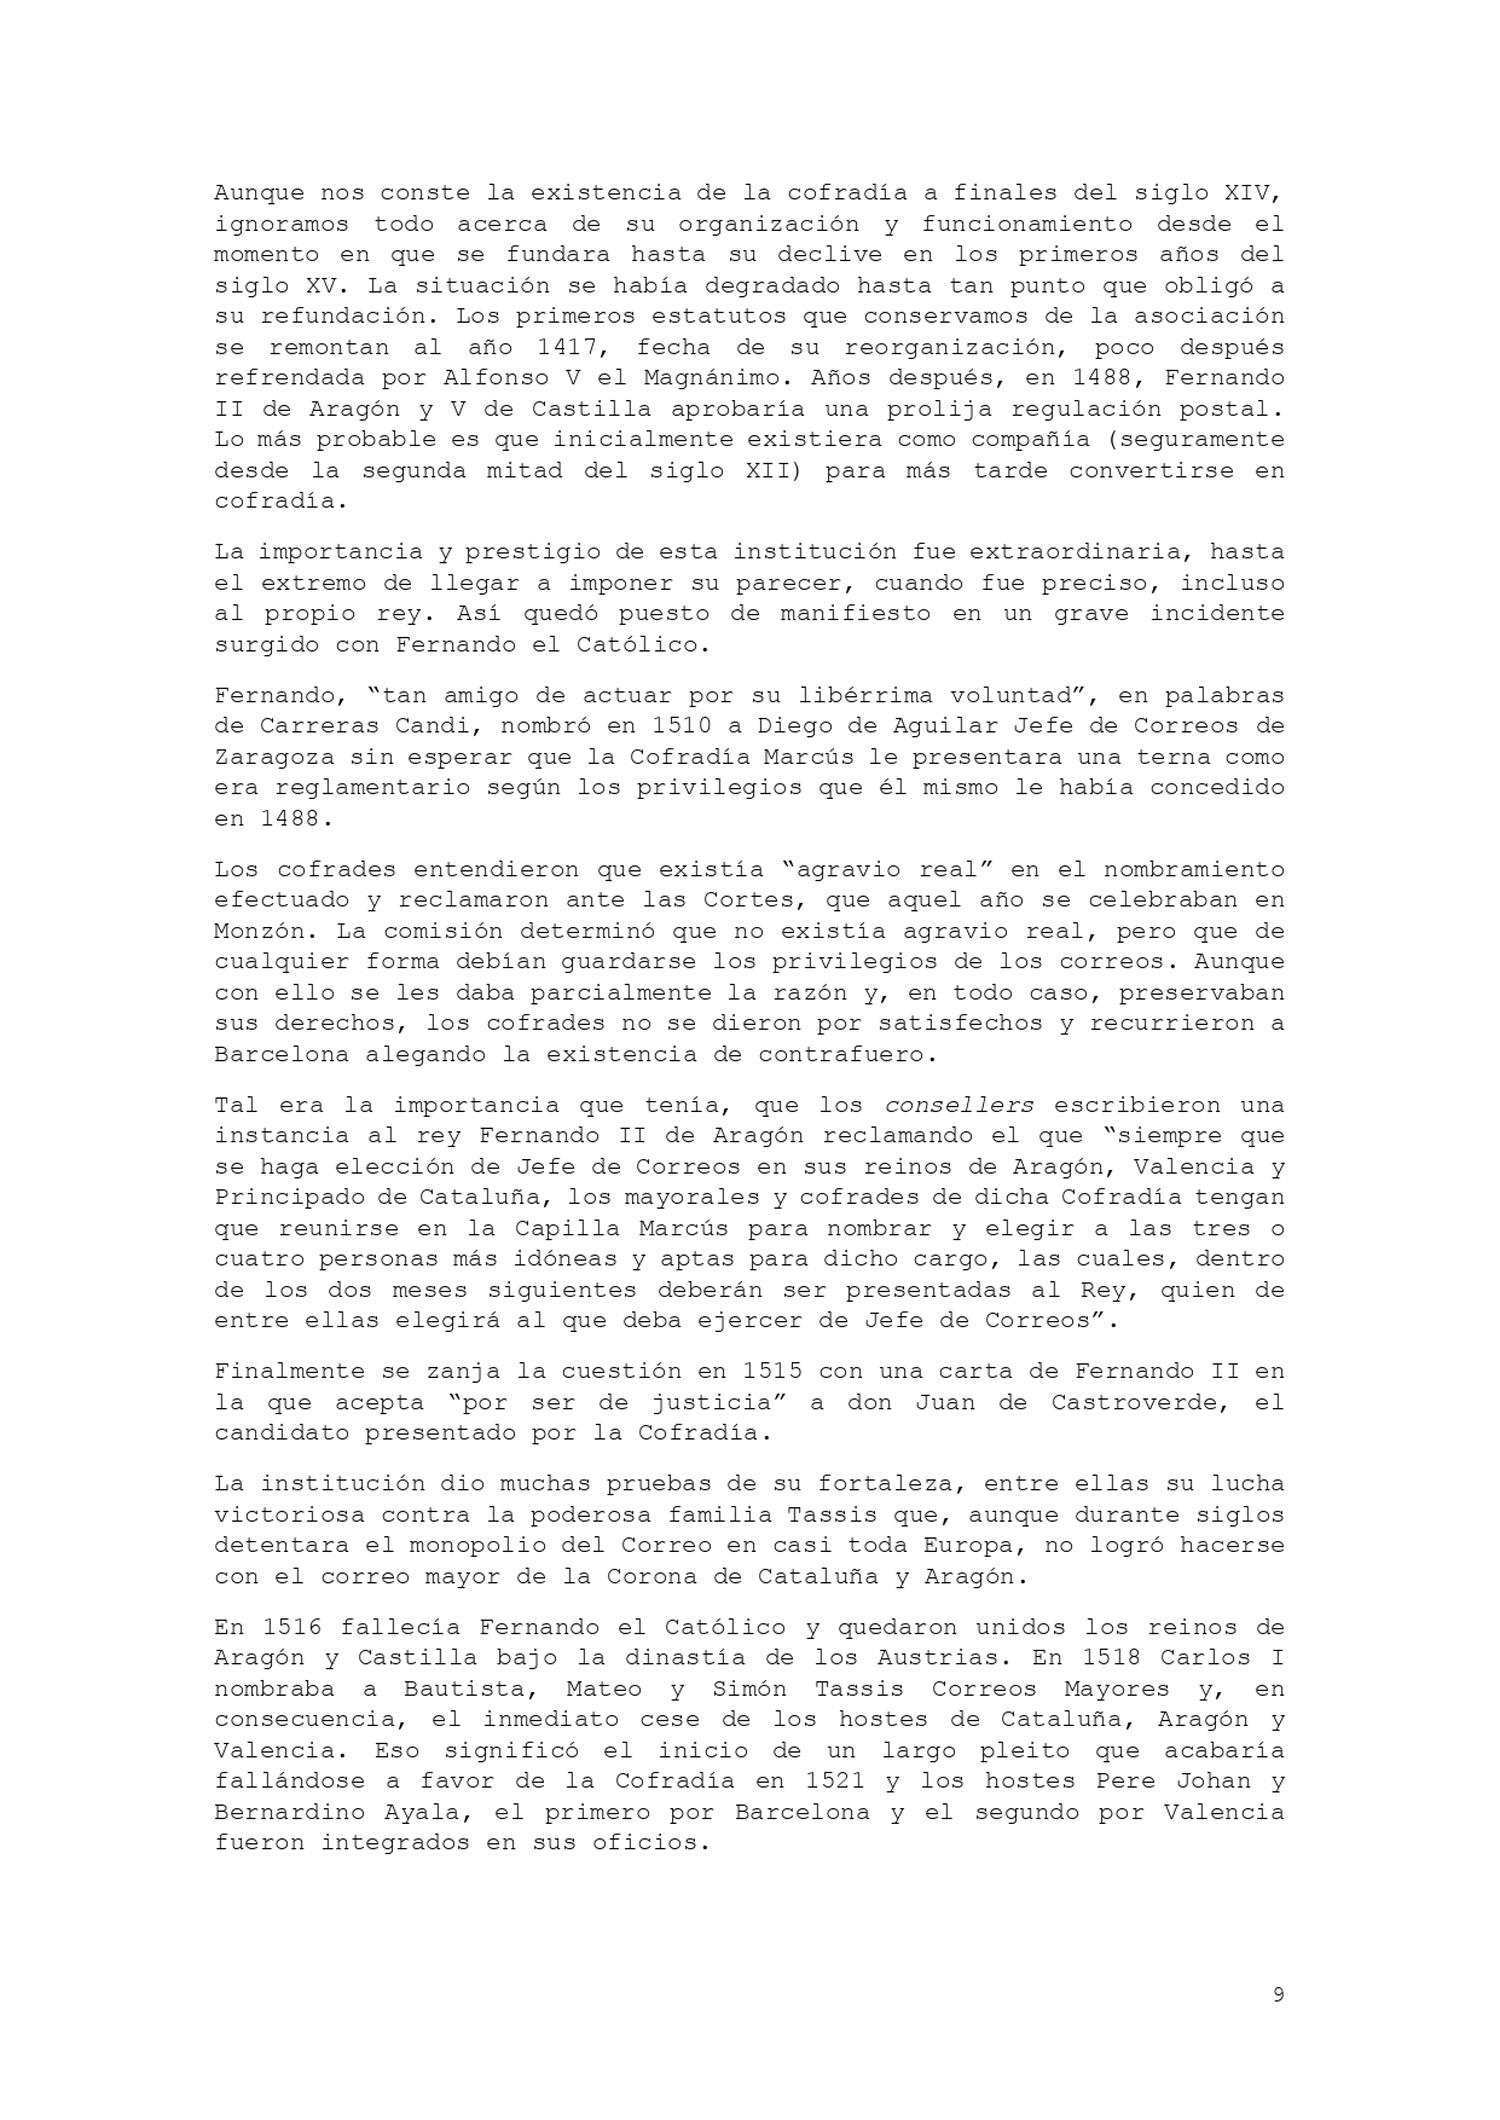 Aunque nos conste la existencia de la cofradía a finales del siglo XIV,
ignoramos todo acerca de su organización y funcionamiento desde el
momento en que se fundara hasta su declive en los primeros años del
siglo XV. La situación se había degradado hasta tan punto que obligó a
su refundación. Los primeros estatutos que conservamos de la asociación
se remontan al año 1417, fecha de su reorganización, poco después
refrendada por Alfonso V el Magnánimo. Años después, en 1488, Fernando
II de Aragón y V de Castilla aprobaría una prolija regulación postal.
Lo más probable es que inicialmente existiera como compañía (seguramente
desde la segunda mitad del siglo XII) para más tarde convertirse en
cofradía.
La importancia y prestigio de esta institución fue extraordinaria, hasta
el extremo de llegar a imponer su parecer, cuando fue preciso, incluso
al propio rey. Así quedó puesto de manifiesto en un grave incidente
surgido con Fernando el Católico.
Fernando, “tan amigo de actuar por su libérrima voluntad”, en palabras
de Carreras Candi, nombró en 1510 a Diego de Aguilar Jefe de Correos de
Zaragoza sin esperar que la Cofradía Marcús le presentara una terna como
era reglamentario según los privilegios que él mismo le había concedido
en 1488.
Los cofrades entendieron que existía “agravio real” en el nombramiento
efectuado y reclamaron ante las Cortes, que aquel año se celebraban en
Monzón. La comisión determinó que no existía agravio real, pero que de
cualquier forma debían guardarse los privilegios de los correos. Aunque
con ello se les daba parcialmente la razón y, en todo caso, preservaban
sus derechos, los cofrades no se dieron por satisfechos y recurrieron a
Barcelona alegando la existencia de contrafuero.
Tal era la importancia que tenía, que los consellers escribieron una
instancia al rey Fernando II de Aragón reclamando el que “siempre que
se haga elección de Jefe de Correos en sus reinos de Aragón, Valencia y
Principado de Cataluña, los mayorales y cofrades de dicha Cofradía tengan
que reunirse en la Capilla Marcús para nombrar y elegir a las tres o
cuatro personas más idóneas y aptas para dicho cargo, las cuales, dentro
de los dos meses siguientes deberán ser presentadas al Rey, quien de
entre ellas elegirá al que deba ejercer de Jefe de Correos”.
Finalmente se zanja la cuestión en 1515 con una carta de Fernando II en
la que acepta “por ser de justicia” a don Juan de Castroverde, el
candidato presentado por la Cofradía.
La institución dio muchas pruebas de su fortaleza, entre ellas su lucha
victoriosa contra la poderosa familia Tassis que, aunque durante siglos
detentara el monopolio del Correo en casi toda Europa, no logró hacerse
con el correo mayor de la Corona de Cataluña y Aragón.
En 1516 fallecía Fernando el Católico y quedaron unidos los reinos de
Aragón y Castilla bajo la dinastía de los Austrias. En 1518 Carlos I
nombraba a Bautista, Mateo y Simón Tassis Correos Mayores y, en
consecuencia, el inmediato cese de los hostes de Cataluña, Aragón y
Valencia. Eso significó el inicio de un largo pleito que acabaría
fallándose a favor de la Cofradía en 1521 y los hostes Pere Johan y
Bernardino Ayala, el primero por Barcelona y el segundo por Valencia
fueron integrados en sus oficios.
9